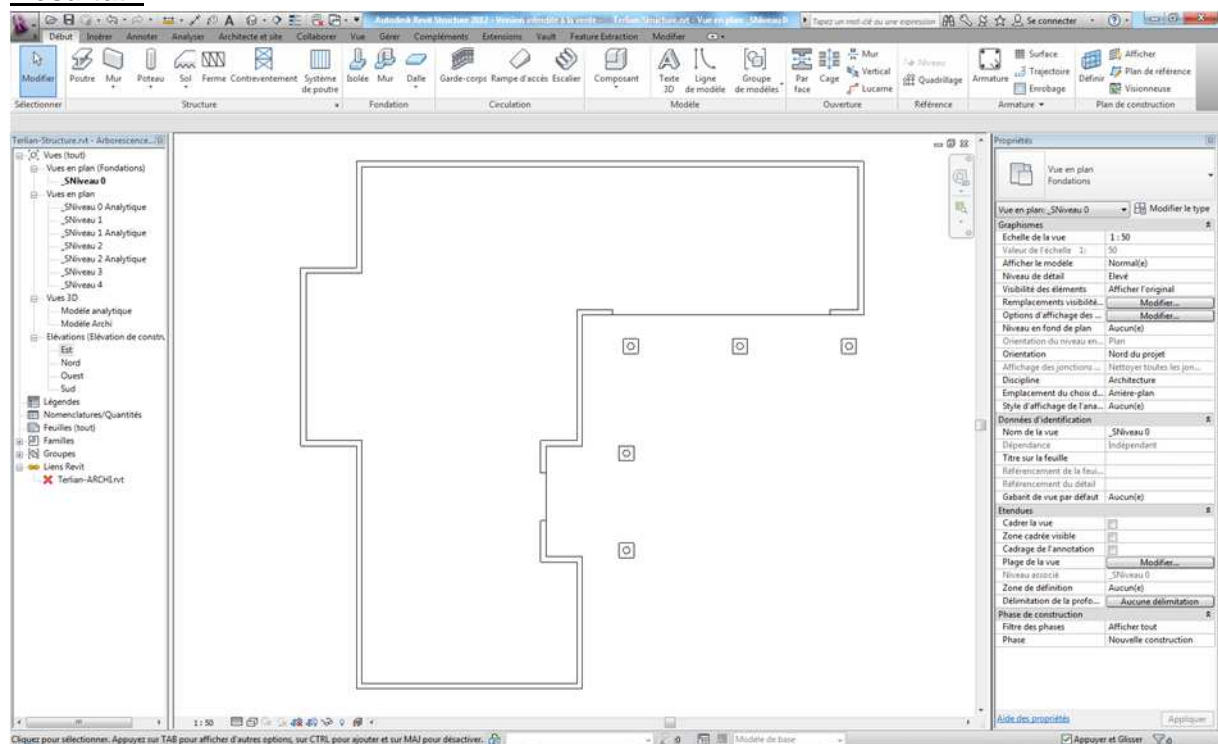 Autodesk Revit Structure 2012 - Version interdite à la vente - Terlian-Structure.rvt - Vue en plan: _SNiveau 0
Tapez un mot-clé ou une expression
Se connecter
Début Insérer Annoter Analyser Architecte et site Collaborer Vue Gérer Compléments Extensions Vault Feature Extraction Modifier
Modifier Poutre Mur Poteau Sol Ferme Contreventement Système de poutre Isolée Mur Dalle Garde-corps Rampe d'accès Escalier Composant Texte 3D Ligne de modèle Groupe de modèles Par face Cage Mur Vertical Lucarne Niveau Quadrillage Armature Surface Trajectoire Enrobage Définir Afficher Plan de référence Visionneuse
Sélectionner Structure Fondation Circulation Modèle Ouverture Référence Armature Plan de construction
Terlian-Structure.rvt - Arborescence...
Vues (tout)
Vues en plan (Fondations)
_SNiveau 0
Vues en plan
_SNiveau 0 Analytique
_SNiveau 1
_SNiveau 1 Analytique
_SNiveau 2
_SNiveau 2 Analytique
_SNiveau 3
_SNiveau 4
Vues 3D
Modèle analytique
Modèle Archi
Elévations (Elévation de constru
Est
Nord
Ouest
Sud
Légendes
Nomenclatures/Quantités
Feuilles (tout)
Familles
Groupes
Liens Revit
Terlian-ARCHI.rvt
Propriétés
Vue en plan
Fondations
Vue en plan: _SNiveau 0 Modifier le type
Graphismes
Echelle de la vue 1 : 50
Valeur de l'échelle 1: 50
Afficher le modèle Normal(e)
Niveau de détail Elevé
Visibilité des éléments Afficher l'original
Remplacements visibilité... Modifier...
Options d'affichage des ... Modifier...
Niveau en fond de plan Aucun(e)
Orientation du niveau en... Plan
Orientation Nord du projet
Affichage des jonctions ... Nettoyer toutes les jon...
Discipline Architecture
Emplacement du choix d... Arrière-plan
Style d'affichage de l'ana... Aucun(e)
Données d'identification
Nom de la vue _SNiveau 0
Dépendance Indépendant
Titre sur la feuille
Référencement de la feui...
Référencement du détail
Gabarit de vue par défaut Aucun(e)
Etendues
Cadrer la vue
Zone cadrée visible
Cadrage de l'annotation
Plage de la vue Modifier...
Niveau associé _SNiveau 0
Zone de définition Aucun(e)
Délimitation de la profo... Aucune délimitation
Phase de construction
Filtre des phases Afficher tout
Phase Nouvelle construction
Aide des propriétés Appliquer
1 : 50
Cliquez pour sélectionner. Appuyez sur TAB pour afficher d'autres options, sur CTRL pour ajouter et sur MAJ pour désactiver. :0 Modèle de base Appuyer et Glisser :0